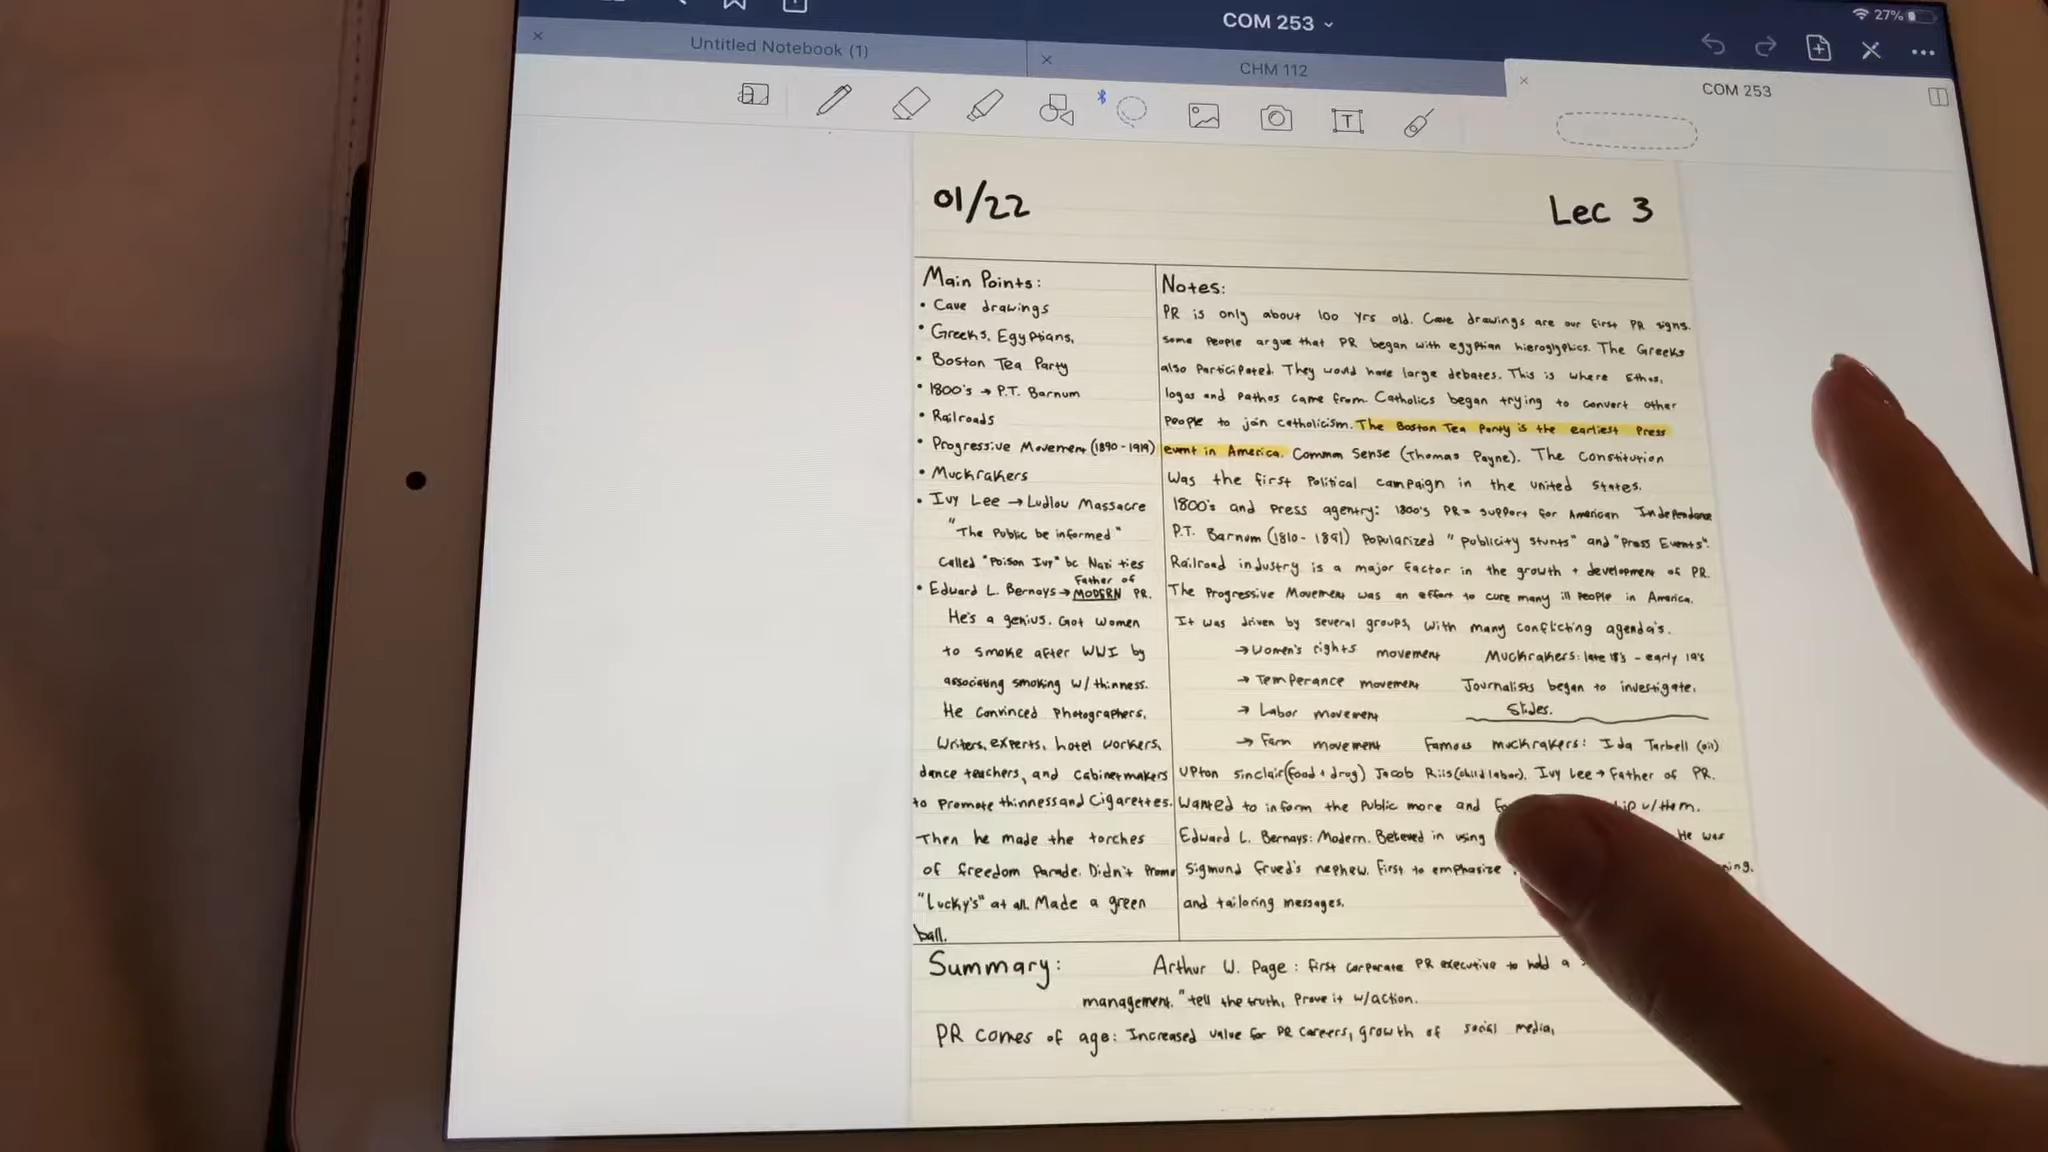 COM 253
27%
Untitled Notebook (1)
CHM 112
COM 253
01/22
Lec 3
Main Points:
• Cave drawings
• Greeks, Egyptians,
• Boston Tea Party
• 1800's → P.T. Barnum
• Railroads
• Progressive Movement (1890-1919)
• Muckrakers
• Ivy Lee → Ludlow Massacre
"The Public be informed"
Called "Poison Ivy" bc Nazi ties
Father of
• Edward L. Bernays → MODERN PR.
He's a genius. Got women
to smoke after WWI by
associating smoking w/ thinness.
He convinced photographers,
writers, experts, hotel workers,
dance teachers, and cabinetmakers
to promote thinness and cigarettes.
Then he made the torches
of freedom parade. Didn't promo
"Lucky's" at all. Made a green
ball.
Notes:
PR is only about 100 yrs old. Cave drawings are our first PR signs.
some people argue that PR began with egyptian hieroglyphics. The Greeks
also participated. They would have large debates. This is where Ethos,
logos and Pathos came from. Catholics began trying to convert other
people to join catholicism. The Boston Tea Party is the earliest press
event in America. Common Sense (Thomas Payne). The Constitution
was the first political campaign in the united states.
1800's and press agentry: 1800's PR = support for American Independence
P.T. Barnum (1810-1891) popularized "publicity stunts" and "press Events".
Railroad industry is a major factor in the growth + development of PR.
The Progressive Movement was an effort to cure many ill people in America.
It was driven by several groups, with many conflicting agenda's.
→ Women's rights movement Muckrakers: late 18's - early 19's
→ Temperance movement Journalists began to investigate.
→ Labor movement Slides.
→ Farm movement Famous muckrakers: Ida Tarbell (oil)
Upton Sinclair (food + drug) Jacob Riis (child labor). Ivy Lee → Father of PR.
Wanted to inform the public more and w/them.
Edward L. Bernays: Modern. Believed in using He was
Sigmund Frued's nephew. First to emphasize
and tailoring messages.
Summary: Arthur W. Page: first corporate PR executive to hold a
management. "tell the truth, prove it w/action.
PR comes of age: Increased value for PR careers, growth of social media,